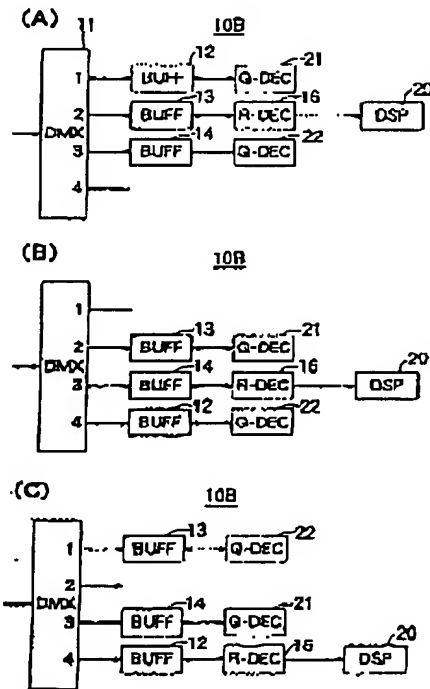 (A) 11 10B
12 21
1 BUFF Q-DEC
13 16 20
2 BUFF R-DEC DSP
DMX 14 22
3 BUFF Q-DEC
4
(B) 10B
1
13 21
2 BUFF Q-DEC
DMX 14 16 20
3 BUFF R-DEC DSP
12 22
4 BUFF Q-DEC
(C) 10B
13 22
1 BUFF Q-DEC
2
DMX 14 21
3 BUFF Q-DEC
12 16 20
4 BUFF R-DEC DSP